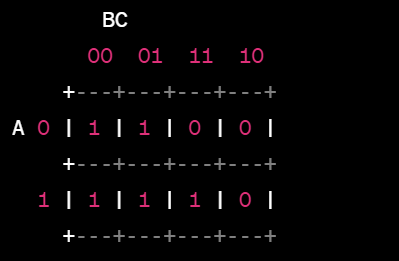 BC
00 01 11 10
+---+---+---+---+
A 0 | 1 | 1 | 0 | 0 |
+---+---+---+---+
1 | 1 | 1 | 1 | 0 |
+---+---+---+---+